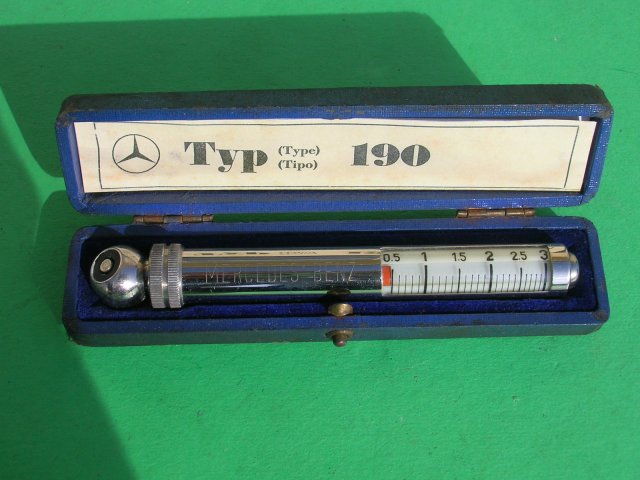 Typ (Type) (Tipo) 190
MERCEDES-BENZ
0.5 1 1.5 2 2.5 3